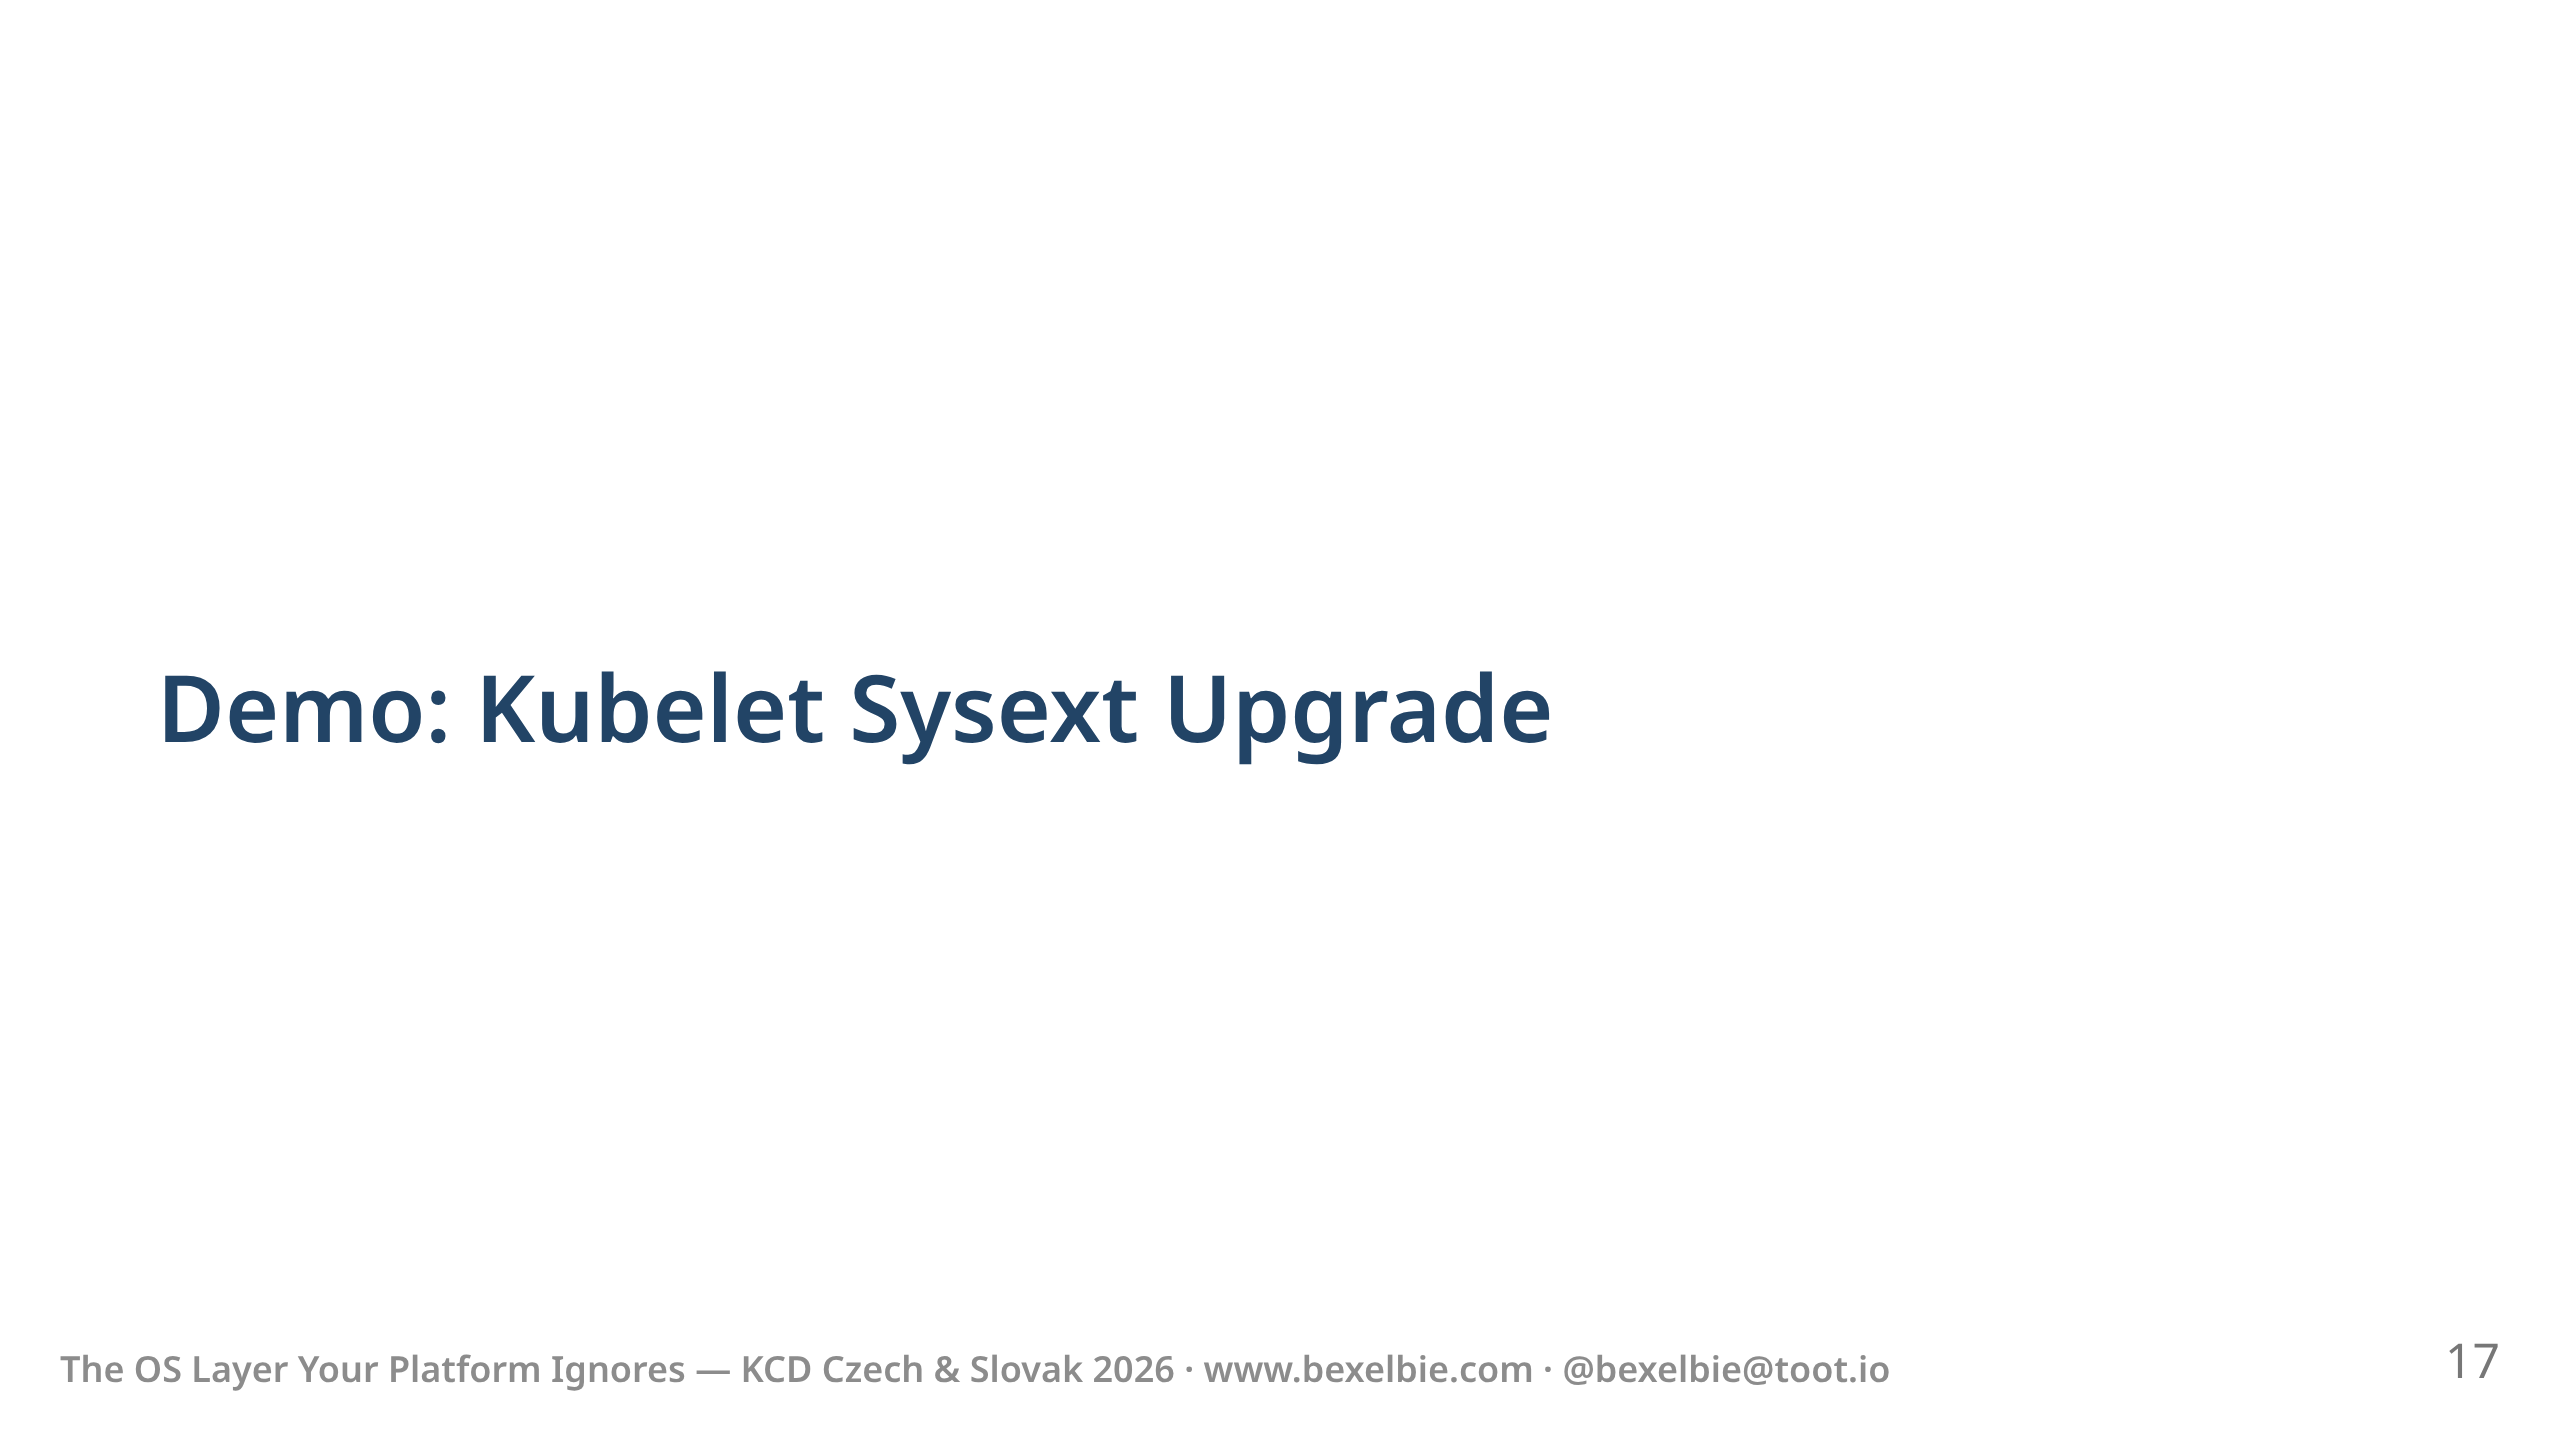 Demo: Kubelet Sysext Upgrade
The OS Layer Your Platform Ignores — KCD Czech & Slovak 2026 · www.bexelbie.com · @bexelbie@toot.io
17